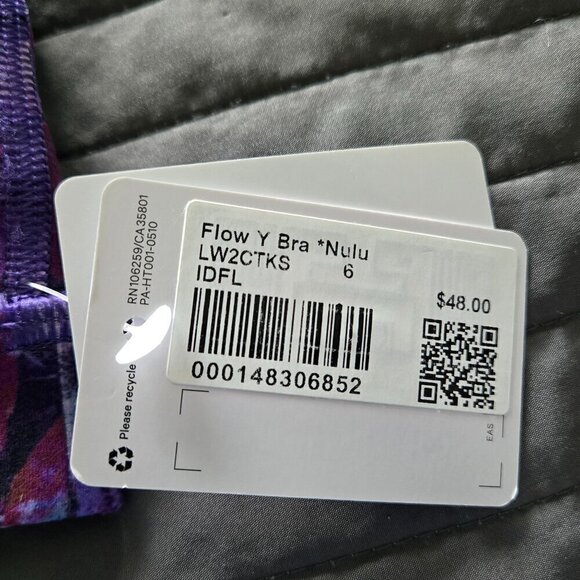 Flow Y Bra *Nulu
LW2CTKS 6
IDFL
$48.00
000148306852
RN106259/CA35801
PA-HT001-0510
Please recycle
EAS